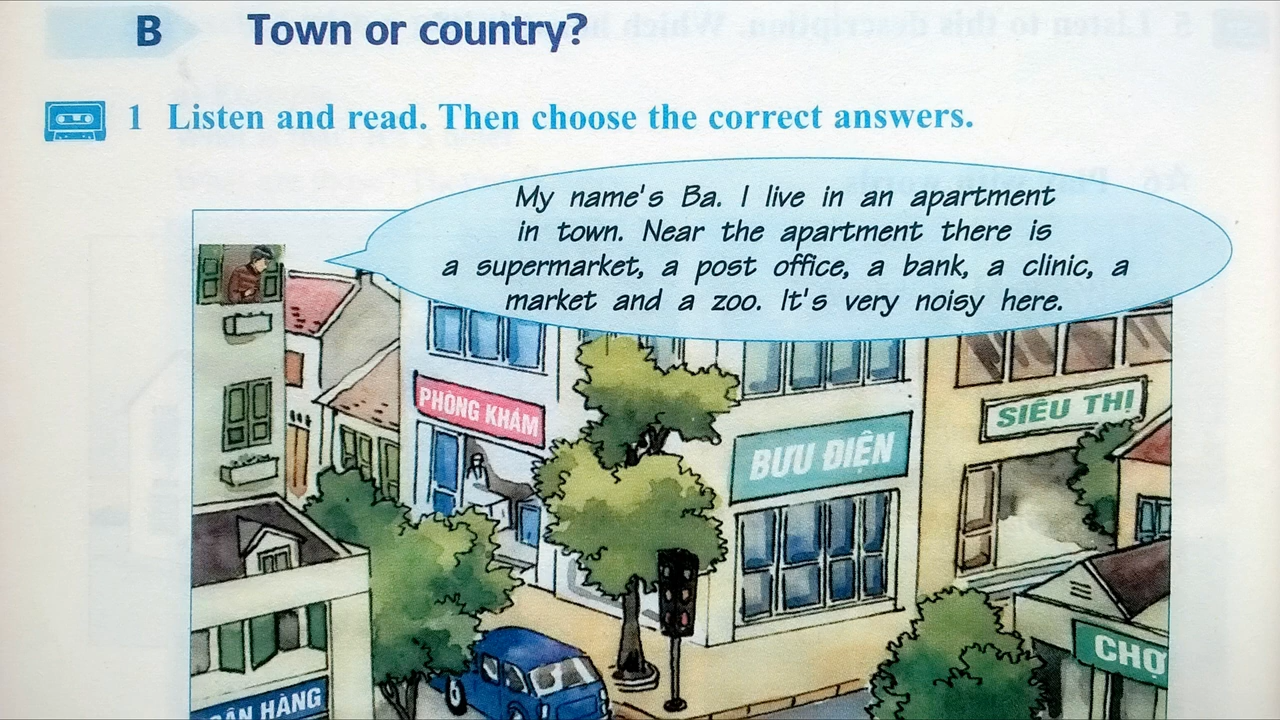 B Town or country?
1 Listen and read. Then choose the correct answers.
My name's Ba. I live in an apartment
in town. Near the apartment there is
a supermarket, a post office, a bank, a clinic, a
market and a zoo. It's very noisy here.
PHÒNG KHÁM
BƯU ĐIỆN
SIÊU THỊ
CHỢ
HÀNG